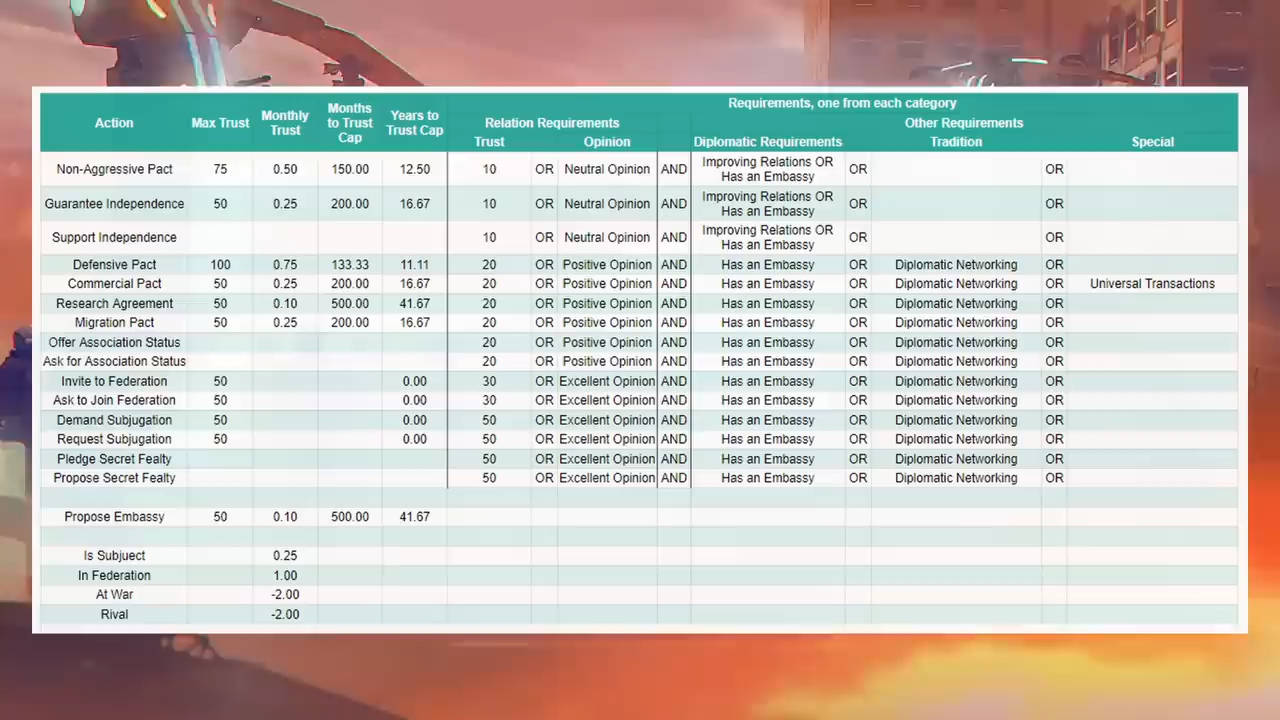 Requirements, one from each category
Action Max Trust Monthly Trust Months to Trust Cap Years to Trust Cap Relation Requirements Other Requirements
Trust Opinion Diplomatic Requirements Tradition Special
Non-Aggressive Pact 75 0.50 150.00 12.50 10 OR Neutral Opinion AND Improving Relations OR Has an Embassy OR OR
Guarantee Independence 50 0.25 200.00 16.67 10 OR Neutral Opinion AND Improving Relations OR Has an Embassy OR OR
Support Independence 10 OR Neutral Opinion AND Improving Relations OR Has an Embassy OR OR
Defensive Pact 100 0.75 133.33 11.11 20 OR Positive Opinion AND Has an Embassy OR Diplomatic Networking OR
Commercial Pact 50 0.25 200.00 16.67 20 OR Positive Opinion AND Has an Embassy OR Diplomatic Networking OR Universal Transactions
Research Agreement 50 0.10 500.00 41.67 20 OR Positive Opinion AND Has an Embassy OR Diplomatic Networking OR
Migration Pact 50 0.25 200.00 16.67 20 OR Positive Opinion AND Has an Embassy OR Diplomatic Networking OR
Offer Association Status 20 OR Positive Opinion AND Has an Embassy OR Diplomatic Networking OR
Ask for Association Status 20 OR Positive Opinion AND Has an Embassy OR Diplomatic Networking OR
Invite to Federation 50 0.00 30 OR Excellent Opinion AND Has an Embassy OR Diplomatic Networking OR
Ask to Join Federation 50 0.00 30 OR Excellent Opinion AND Has an Embassy OR Diplomatic Networking OR
Demand Subjugation 50 0.00 50 OR Excellent Opinion AND Has an Embassy OR Diplomatic Networking OR
Request Subjugation 50 0.00 50 OR Excellent Opinion AND Has an Embassy OR Diplomatic Networking OR
Pledge Secret Fealty 50 OR Excellent Opinion AND Has an Embassy OR Diplomatic Networking OR
Propose Secret Fealty 50 OR Excellent Opinion AND Has an Embassy OR Diplomatic Networking OR
Propose Embassy 50 0.10 500.00 41.67
Is Subjuect 0.25
In Federation 1.00
At War -2.00
Rival -2.00